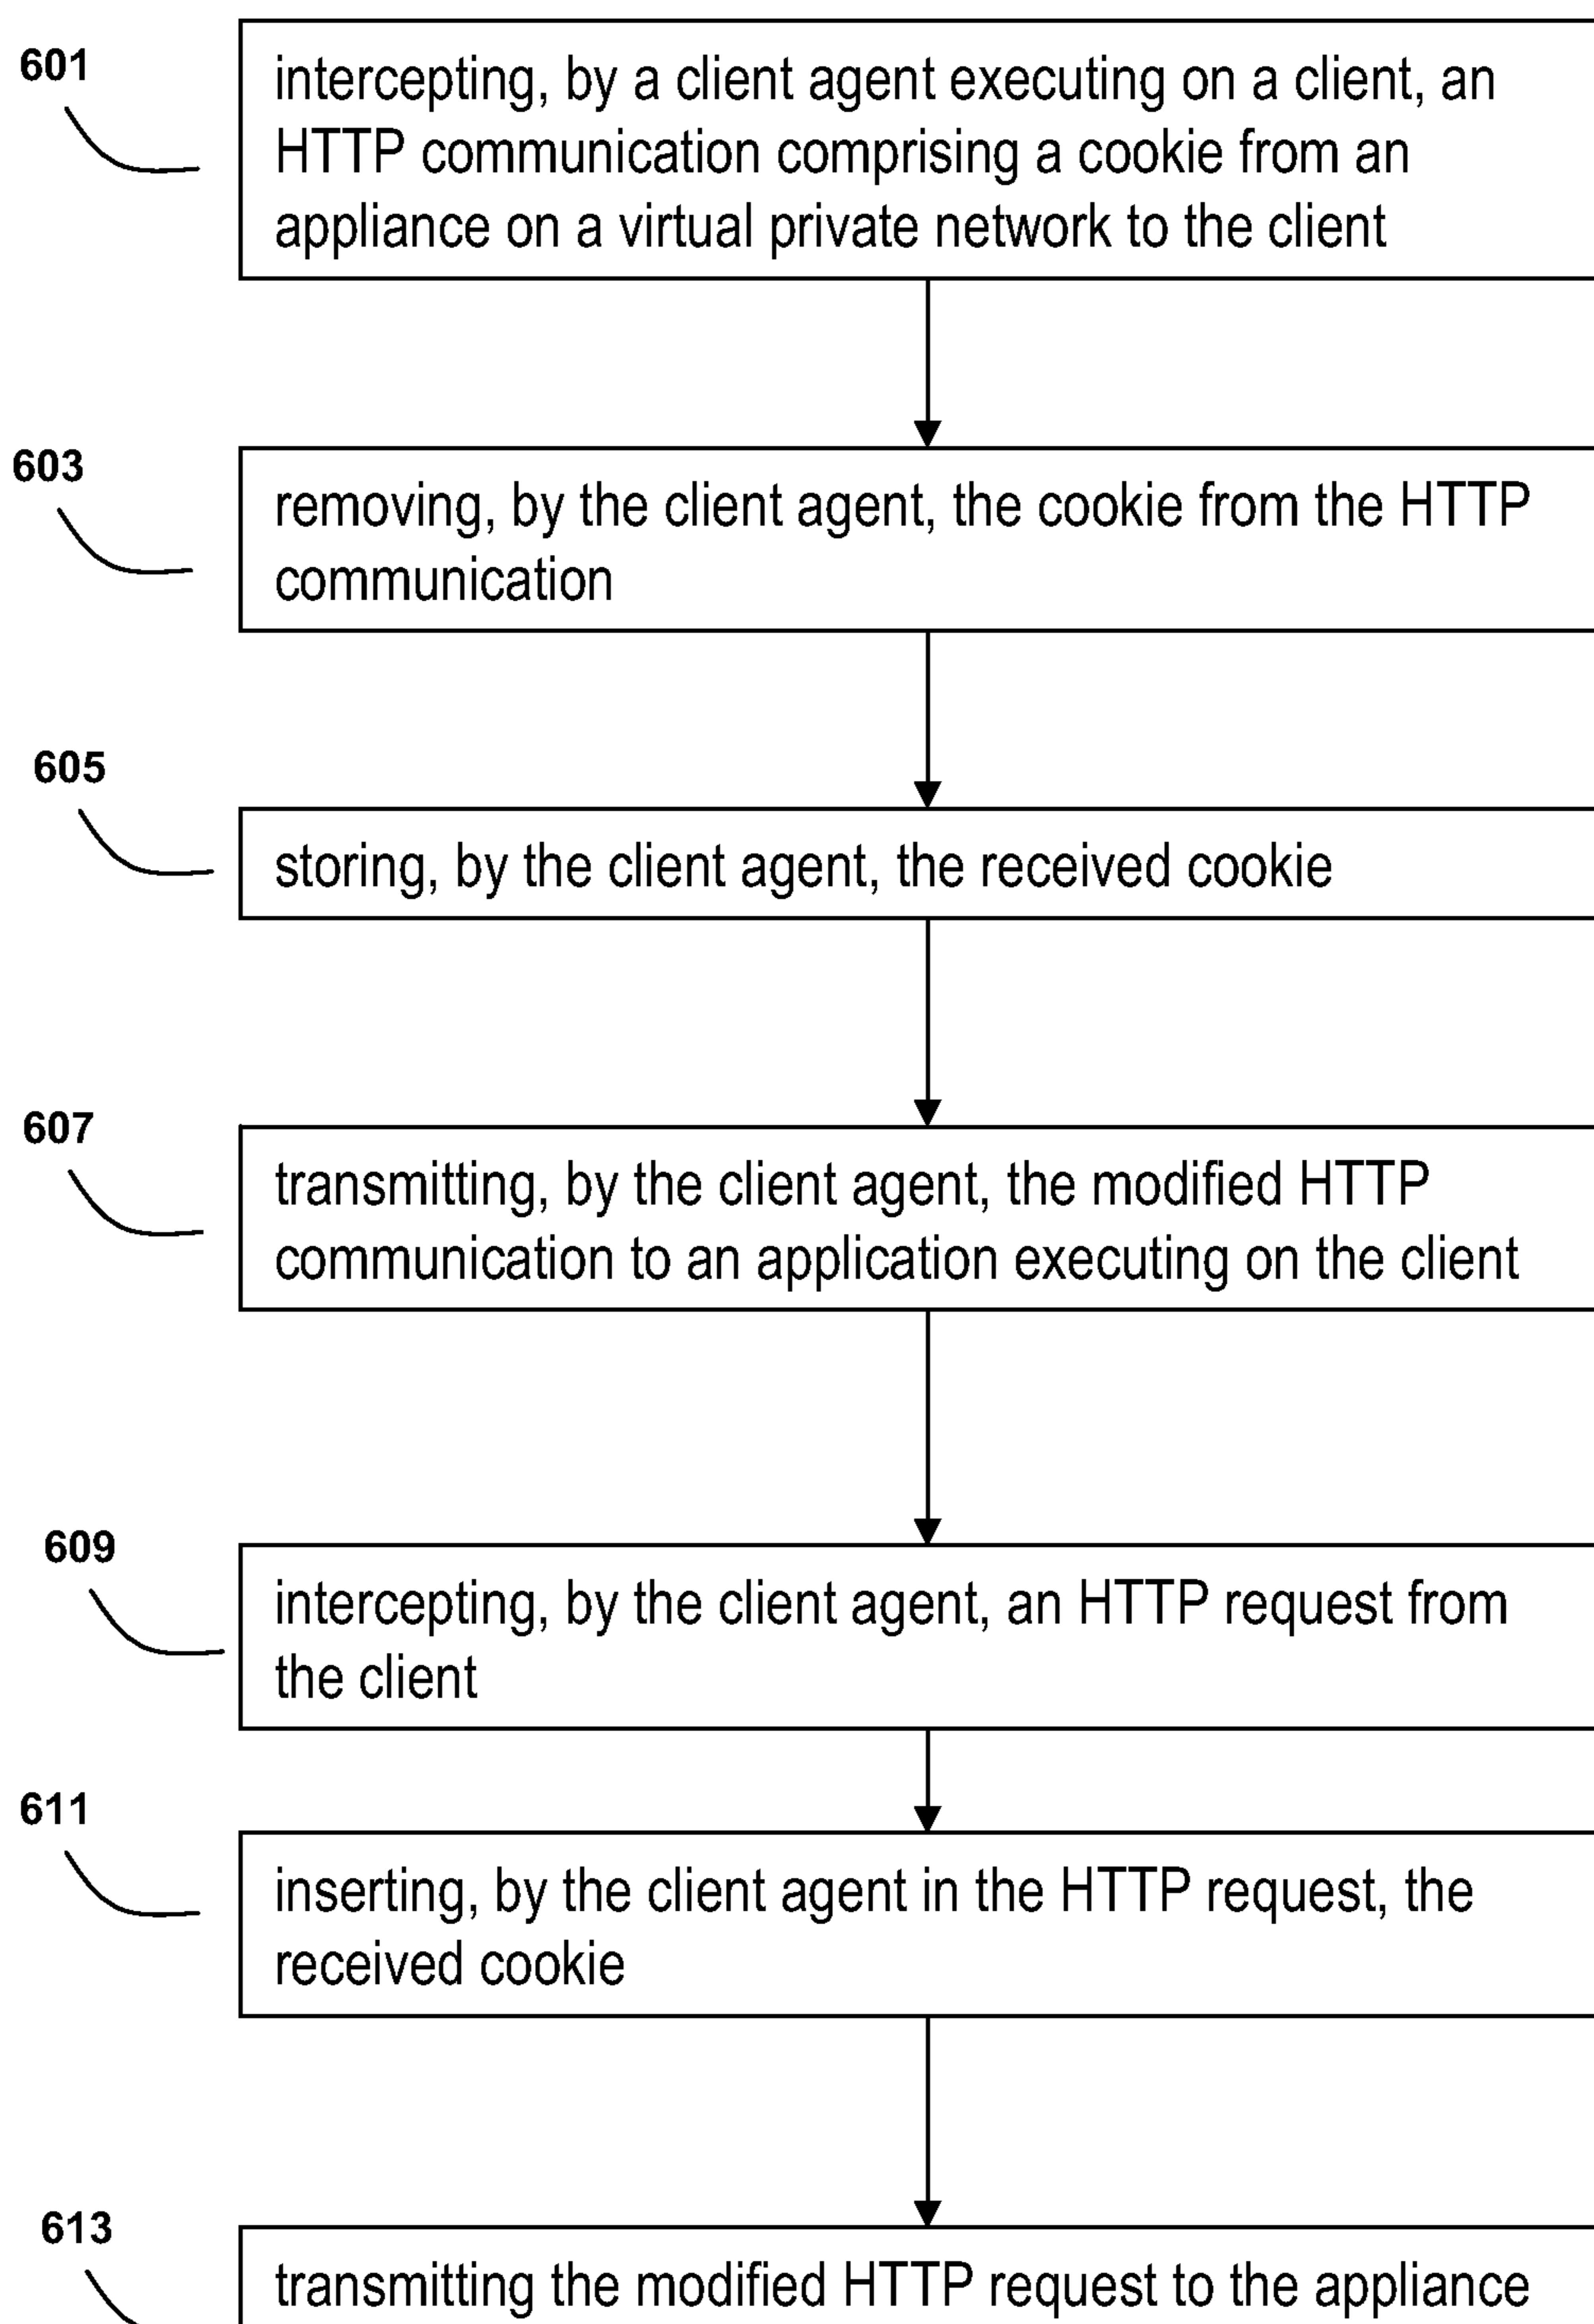 601
intercepting, by a client agent executing on a client, an
HTTP communication comprising a cookie from an
appliance on a virtual private network to the client
603
removing, by the client agent, the cookie from the HTTP
communication
605
storing, by the client agent, the received cookie
607
transmitting, by the client agent, the modified HTTP
communication to an application executing on the client
609
intercepting, by the client agent, an HTTP request from
the client
611
inserting, by the client agent in the HTTP request, the
received cookie
613
transmitting the modified HTTP request to the appliance